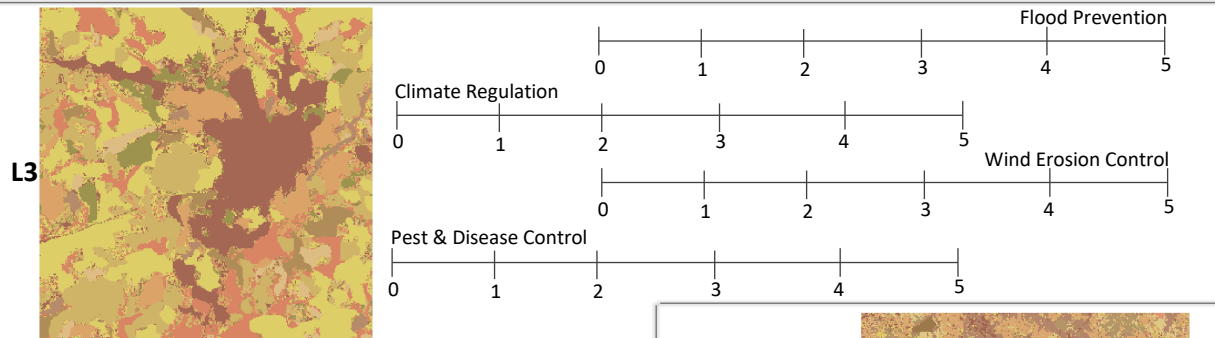 Flood Prevention
0 1 2 3 4 5
Climate Regulation
0 1 2 3 4 5
L3
Wind Erosion Control
0 1 2 3 4 5
Pest & Disease Control
0 1 2 3 4 5